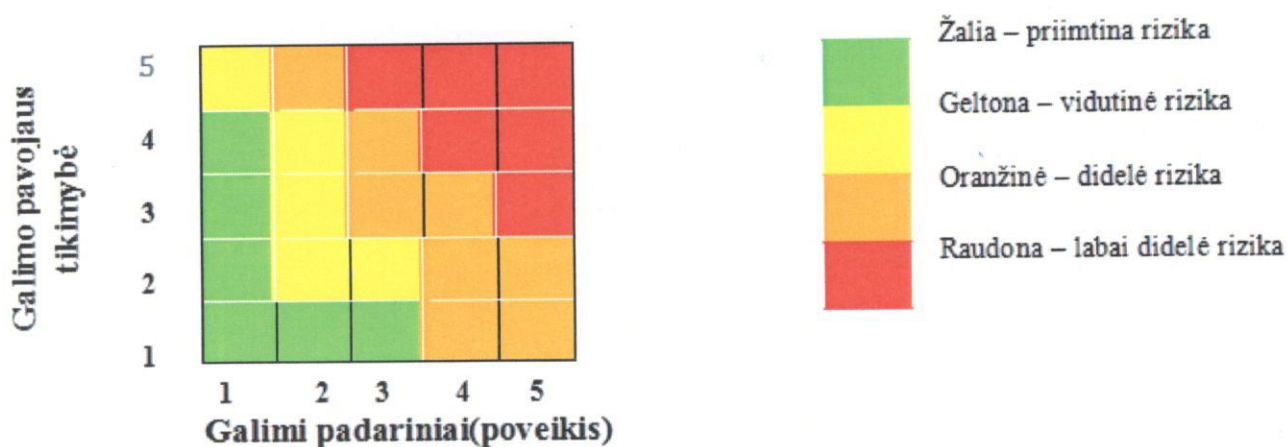 Galimo pavojaus
tikimybė
5
4
3
2
1
1 2 3 4 5
Galimi padariniai(poveikis)
Žalia – priimtina rizika
Geltona – vidutinė rizika
Oranžinė – didelė rizika
Raudona – labai didelė rizika